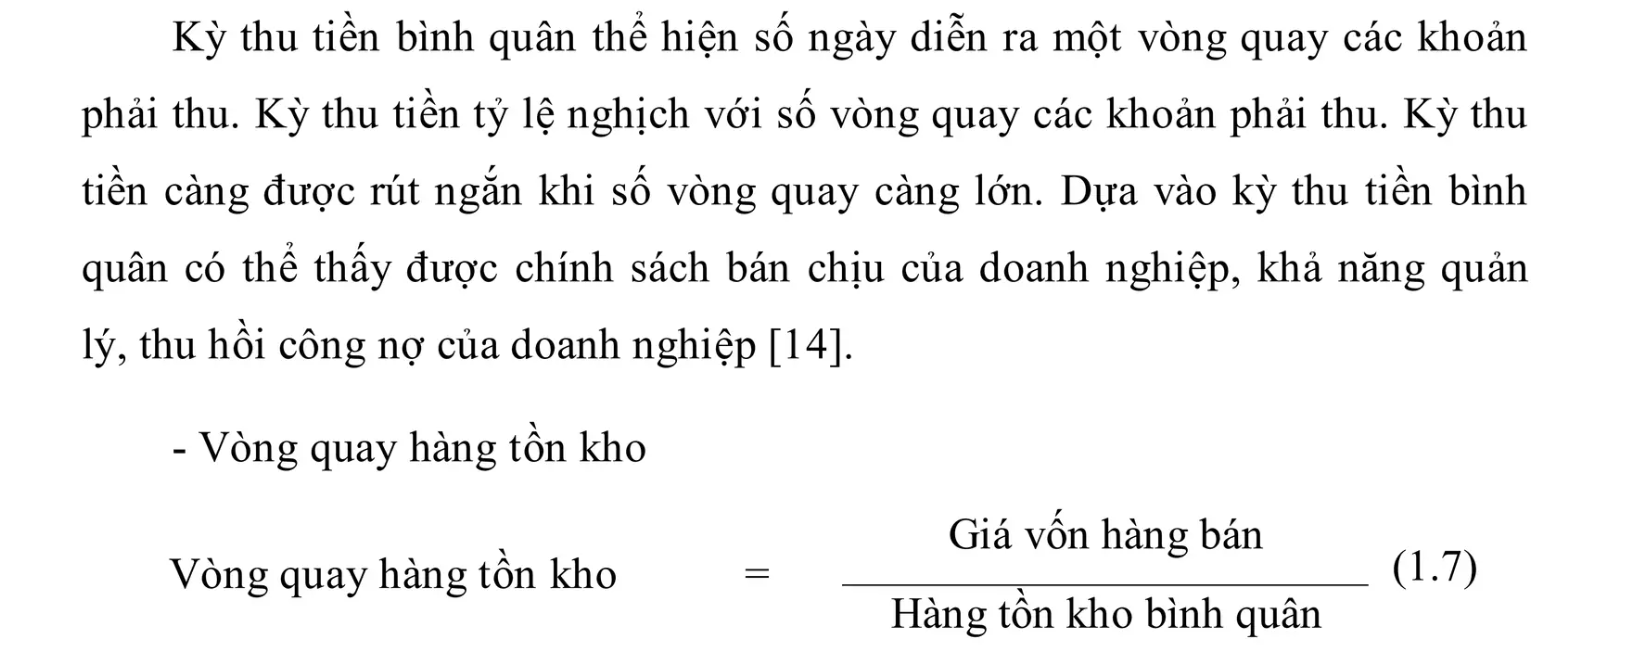 Kỳ thu tiền bình quân thể hiện số ngày diễn ra một vòng quay các khoản
phải thu. Kỳ thu tiền tỷ lệ nghịch với số vòng quay các khoản phải thu. Kỳ thu
tiền càng được rút ngắn khi số vòng quay càng lớn. Dựa vào kỳ thu tiền bình
quân có thể thấy được chính sách bán chịu của doanh nghiệp, khả năng quản
lý, thu hồi công nợ của doanh nghiệp [14].
- Vòng quay hàng tồn kho
Giá vốn hàng bán
Vòng quay hàng tồn kho = (1.7)
Hàng tồn kho bình quân